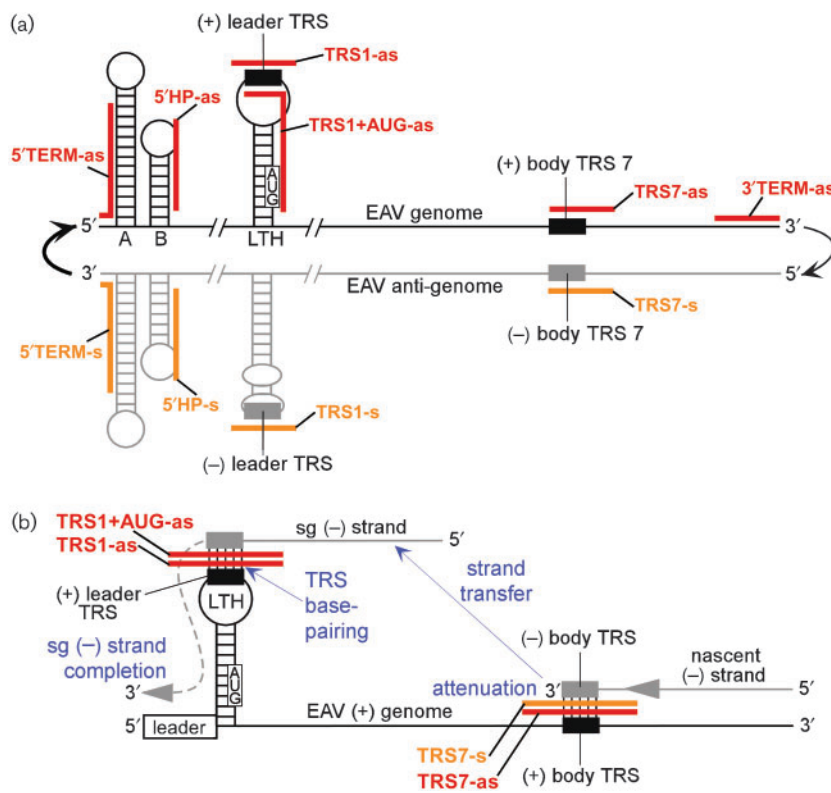 (a)
(+) leader TRS
TRS1-as
5′HP-as
TRS1+AUG-as
5′TERM-as
A
U
G
(+) body TRS 7
TRS7-as
3′TERM-as
5′
EAV genome
3′
A
B
LTH
3′
EAV anti-genome
5′
TRS7-s
5′TERM-s
(−) body TRS 7
5′HP-s
TRS1-s
(−) leader TRS
(b)
TRS1+AUG-as
sg (−) strand
5′
TRS1-as
strand
transfer
(+) leader
TRS
LTH
TRS
base-
pairing
(−) body TRS
sg (−) strand
completion
nascent
(−) strand
A
U
G
attenuation
3′
5′
3′
5′
leader
EAV (+) genome
3′
TRS7-s
TRS7-as
(+) body TRS